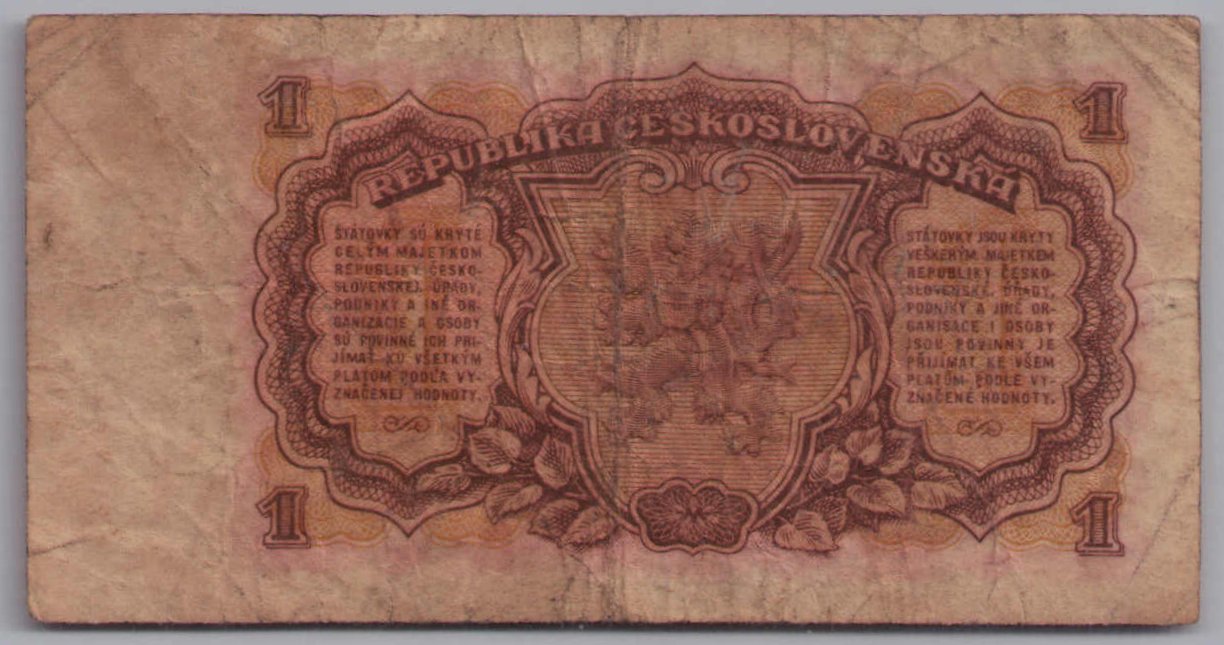 1 1
REPUBLIKA ČESKOSLOVENSKÁ
ŠTÁTOVKY SÚ KRYTÉ
CELÝM MAJETKOM
REPUBLIKY ČESKO-
SLOVENSKEJ. ÚRADY,
PODNIKY A INÉ OR-
GANIZÁCIE A OSOBY
SÚ POVINNÉ ICH PRI-
JÍMAŤ KU VŠETKÝM
PLATOM PODĽA VY-
ZNAČENEJ HODNOTY.
STÁTOVKY JSOU KRYTY
VEŠKERÝM MAJETKEM
REPUBLIKY ČESKO-
SLOVENSKÉ. ÚŘADY,
PODNIKY A JINÉ OR-
GANISACE I OSOBY
JSOU POVINNY JE
PŘIJÍMAT KE VŠEM
PLATŮM PODLE VY-
ZNAČENÉ HODNOTY.
1 1